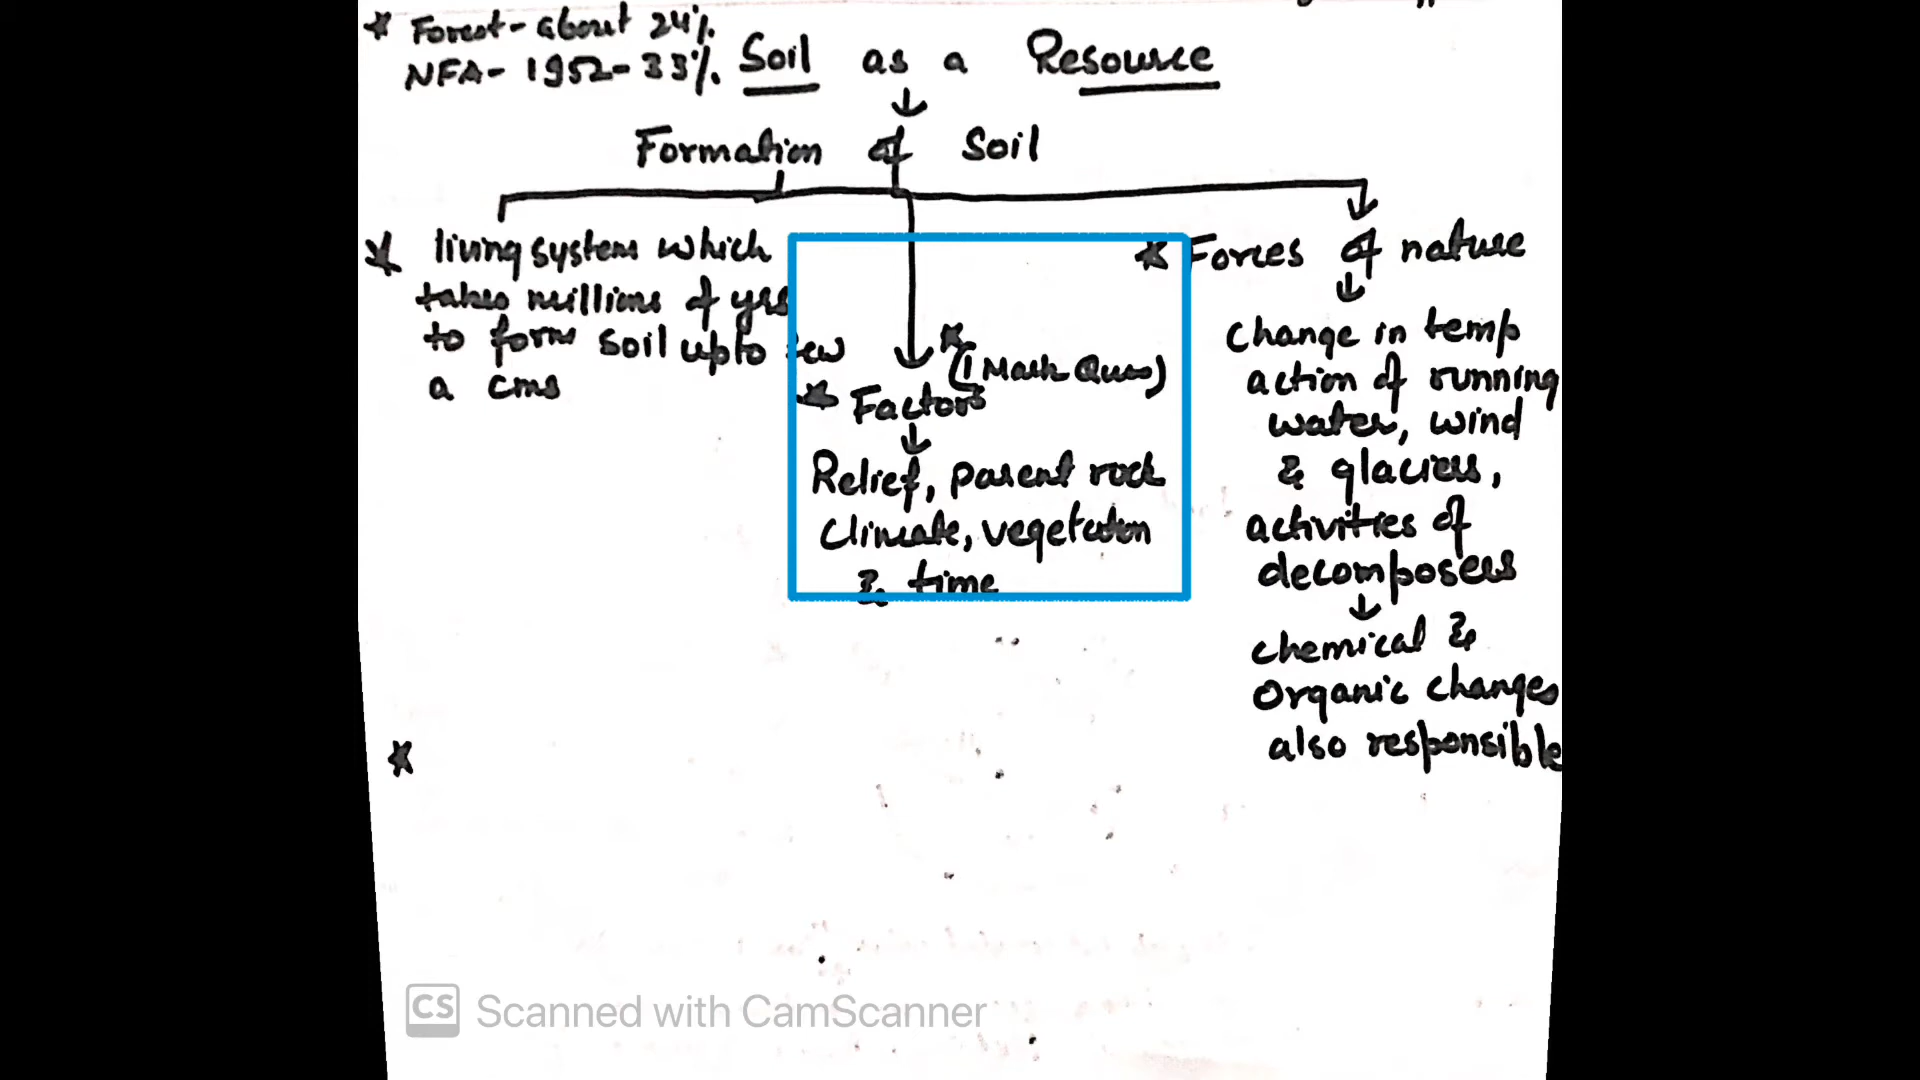 * Forest - about 24%.
NFA - 1952 - 33%.
Soil as a Resource
Formation of Soil
* living system which
takes millions of yrs
to form soil upto few
a cms
* (1 Mark Ques)
* Factors
Relief, parent rock
Climate, vegetation
& time
* Forces of nature
Change in temp
action of running
water, wind
& glaciers,
activities of
decomposers
chemical &
Organic changes
also responsible
*
CS Scanned with CamScanner